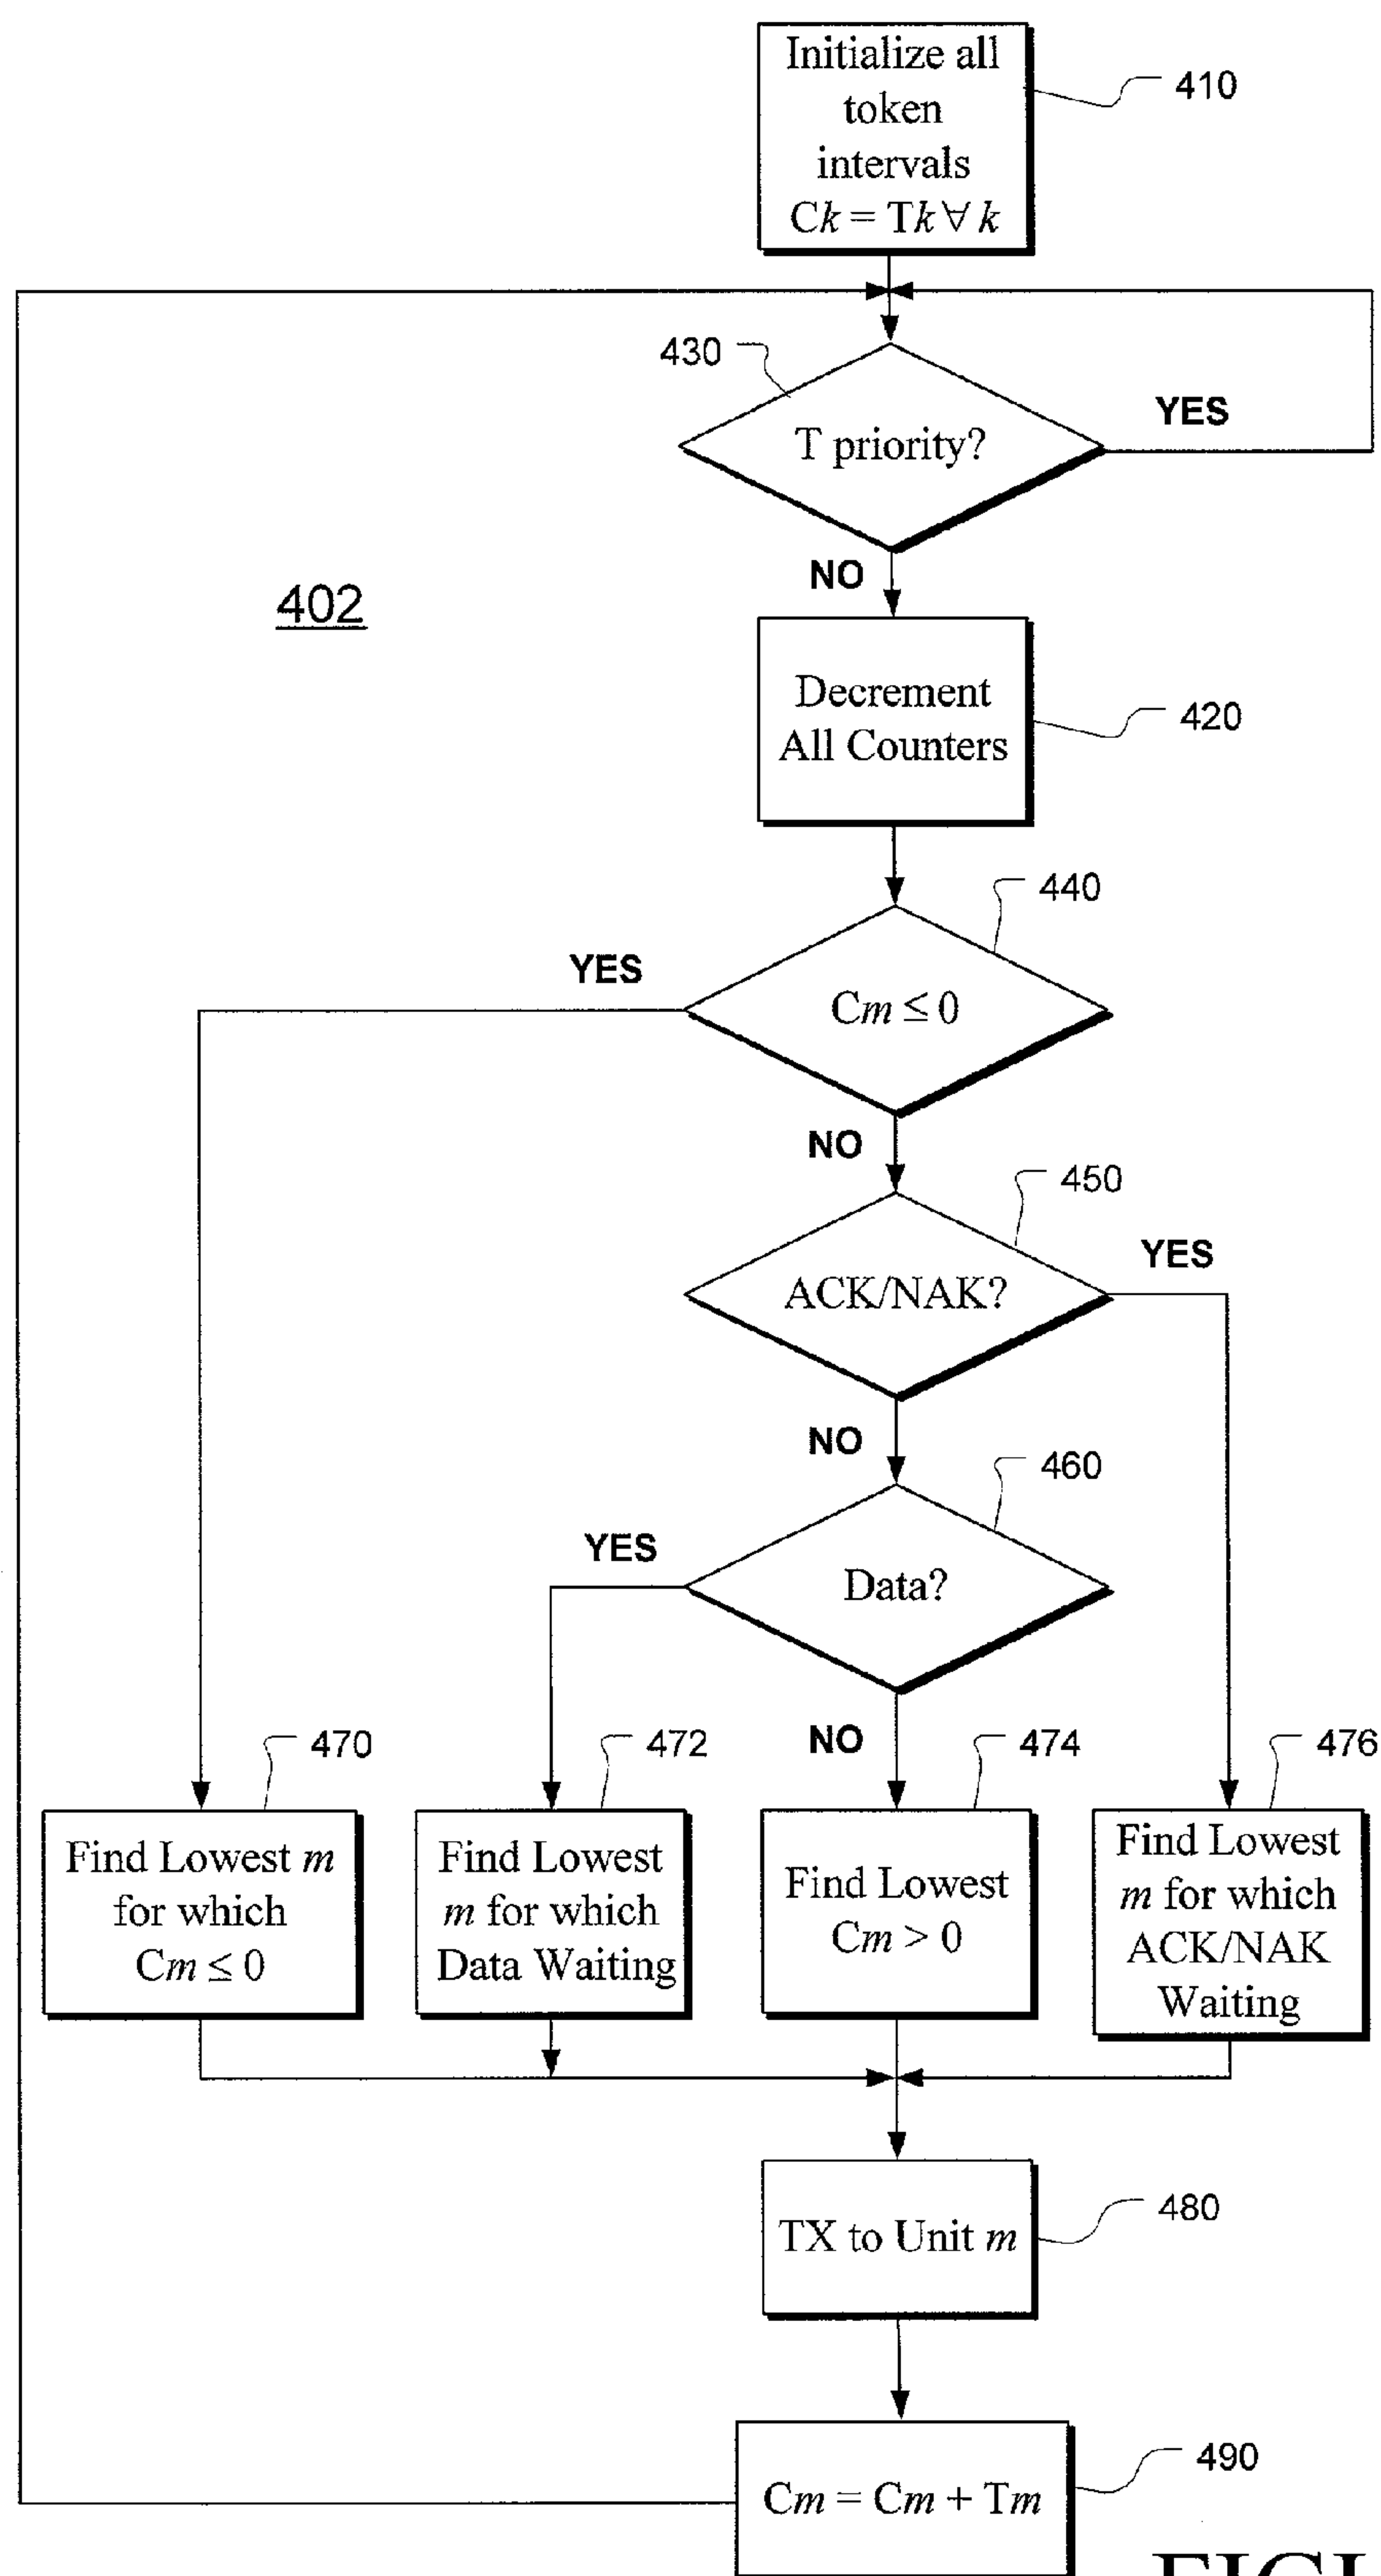 Initialize all
token
intervals
Ck = Tk ∀ k
410
430
T priority?
YES
NO
402
Decrement
All Counters
420
440
YES
Cm ≤ 0
NO
450
ACK/NAK?
YES
NO
460
YES
Data?
NO
470
472
474
476
Find Lowest m
for which
Cm ≤ 0
Find Lowest
m for which
Data Waiting
Find Lowest
Cm > 0
Find Lowest
m for which
ACK/NAK
Waiting
TX to Unit m
480
Cm = Cm + Tm
490